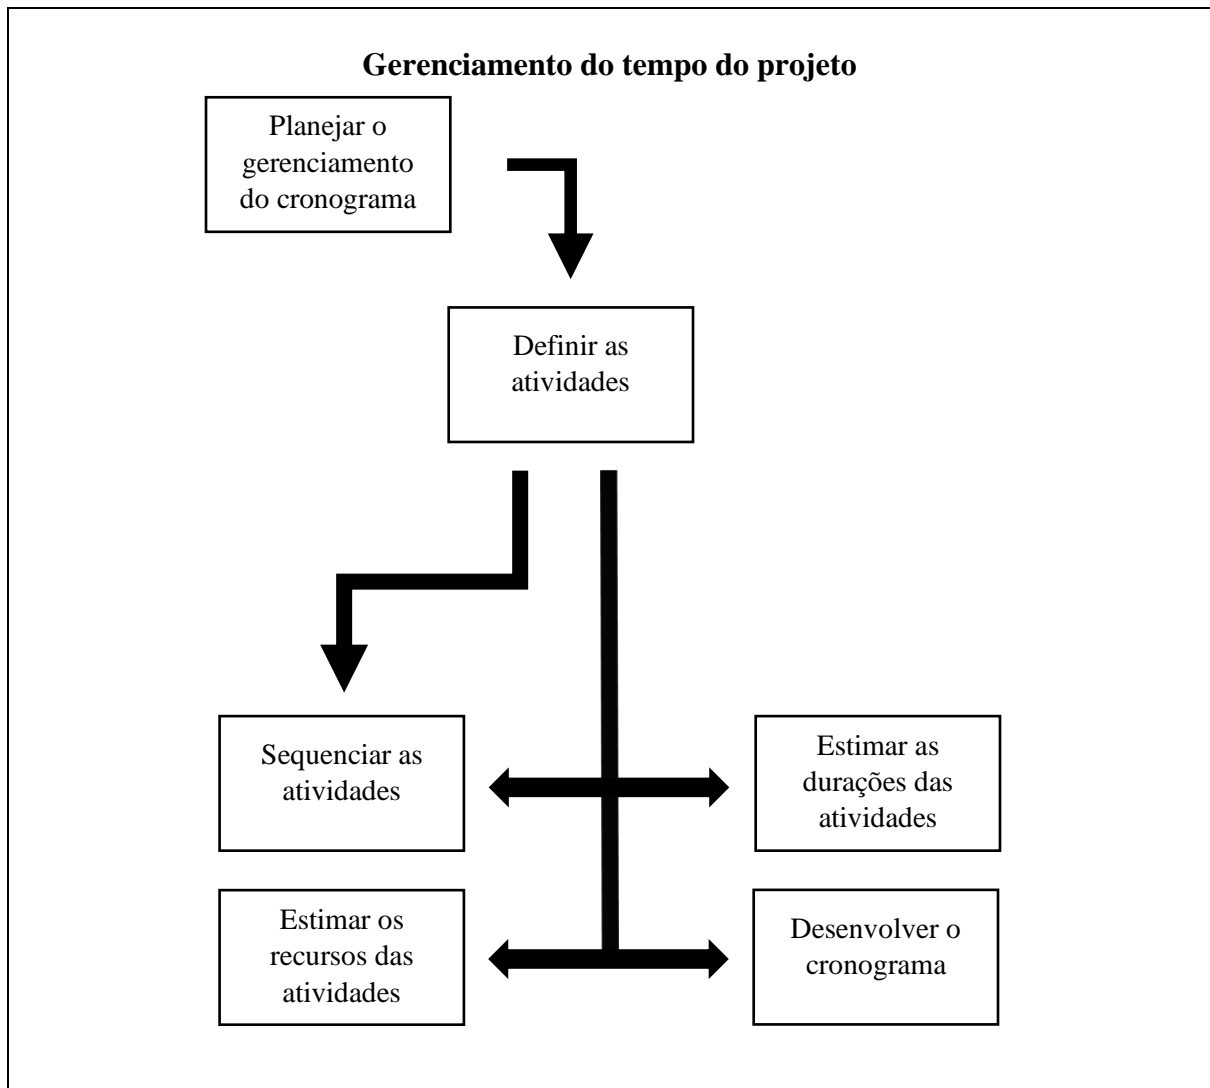 Gerenciamento do tempo do projeto
Planejar o
gerenciamento
do cronograma
Definir as
atividades
Sequenciar as
atividades
Estimar as
durações das
atividades
Estimar os
recursos das
atividades
Desenvolver o
cronograma